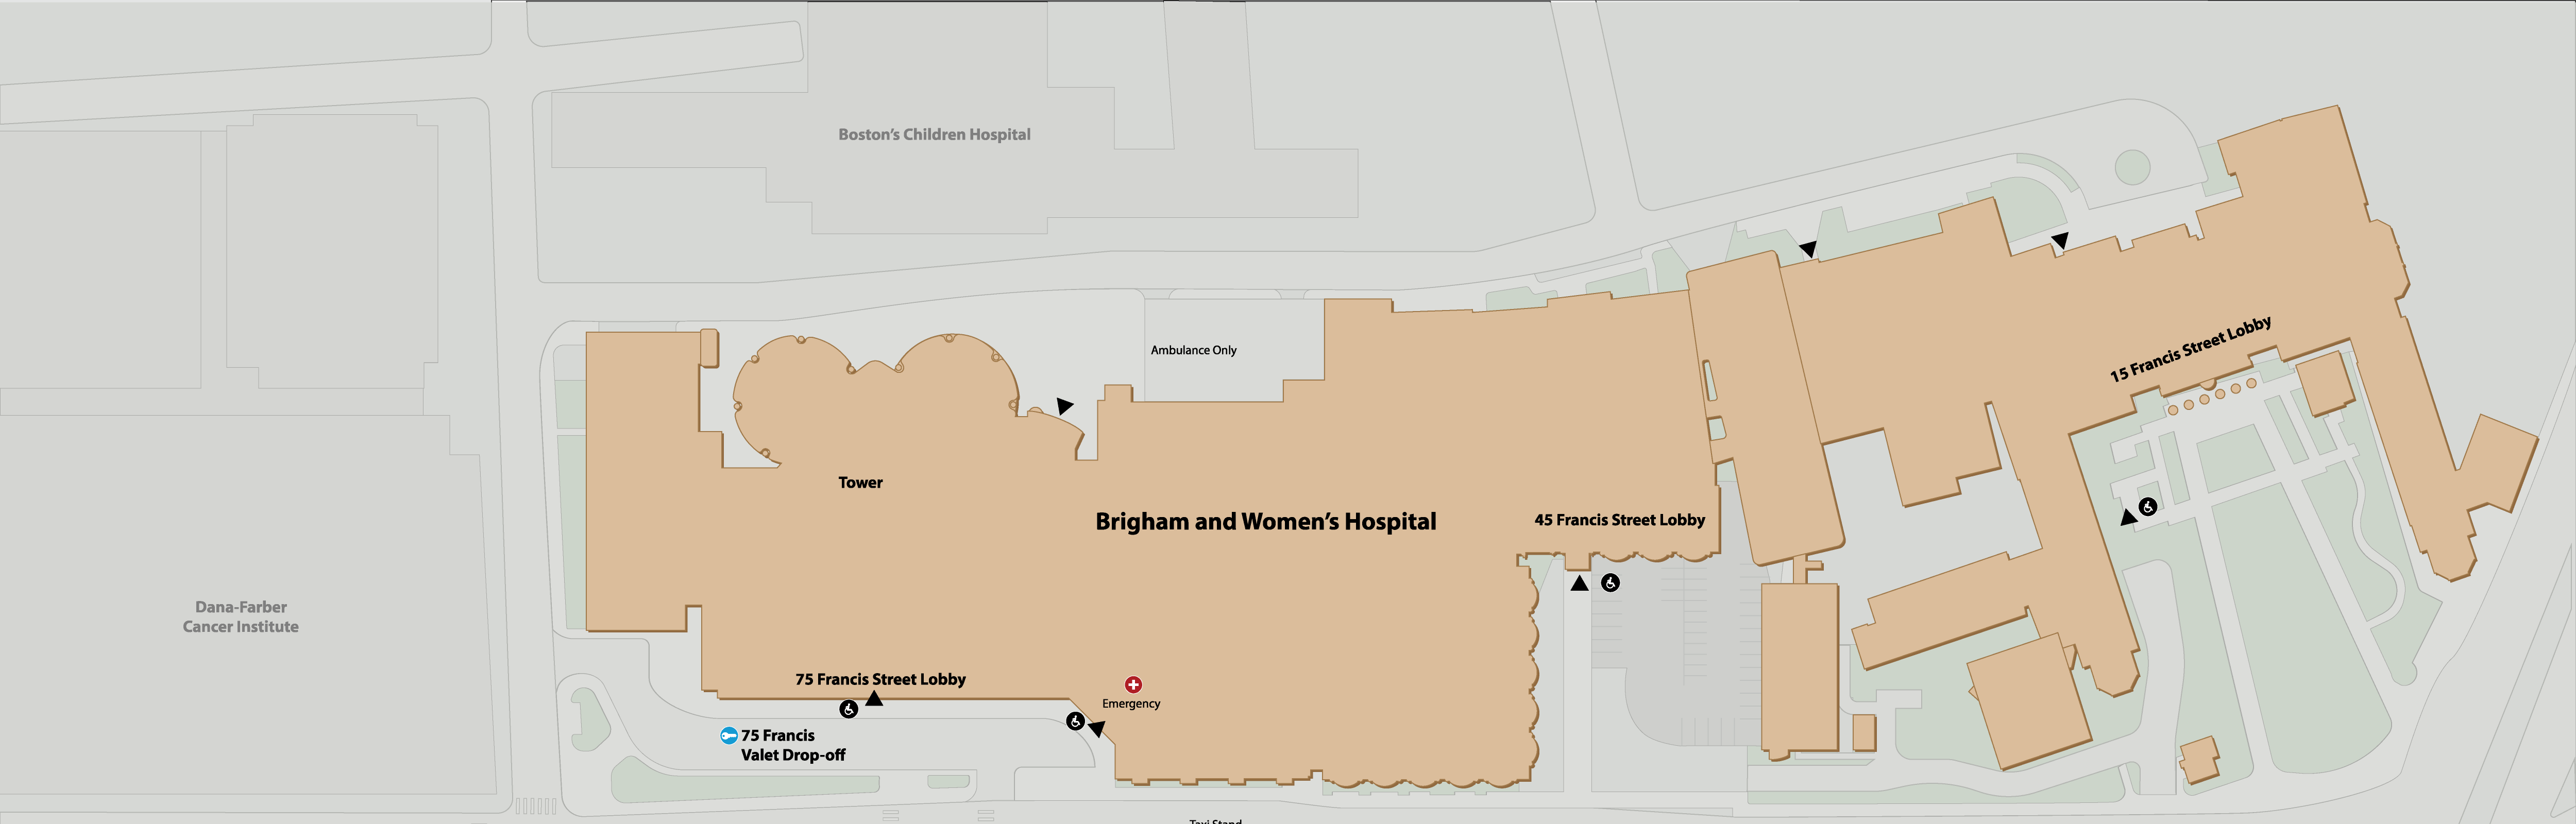 Boston's Children Hospital
Ambulance Only
15 Francis Street Lobby
Tower
Brigham and Women's Hospital
45 Francis Street Lobby
Dana-Farber
Cancer Institute
75 Francis Street Lobby
Emergency
75 Francis
Valet Drop-off
Taxi Stand